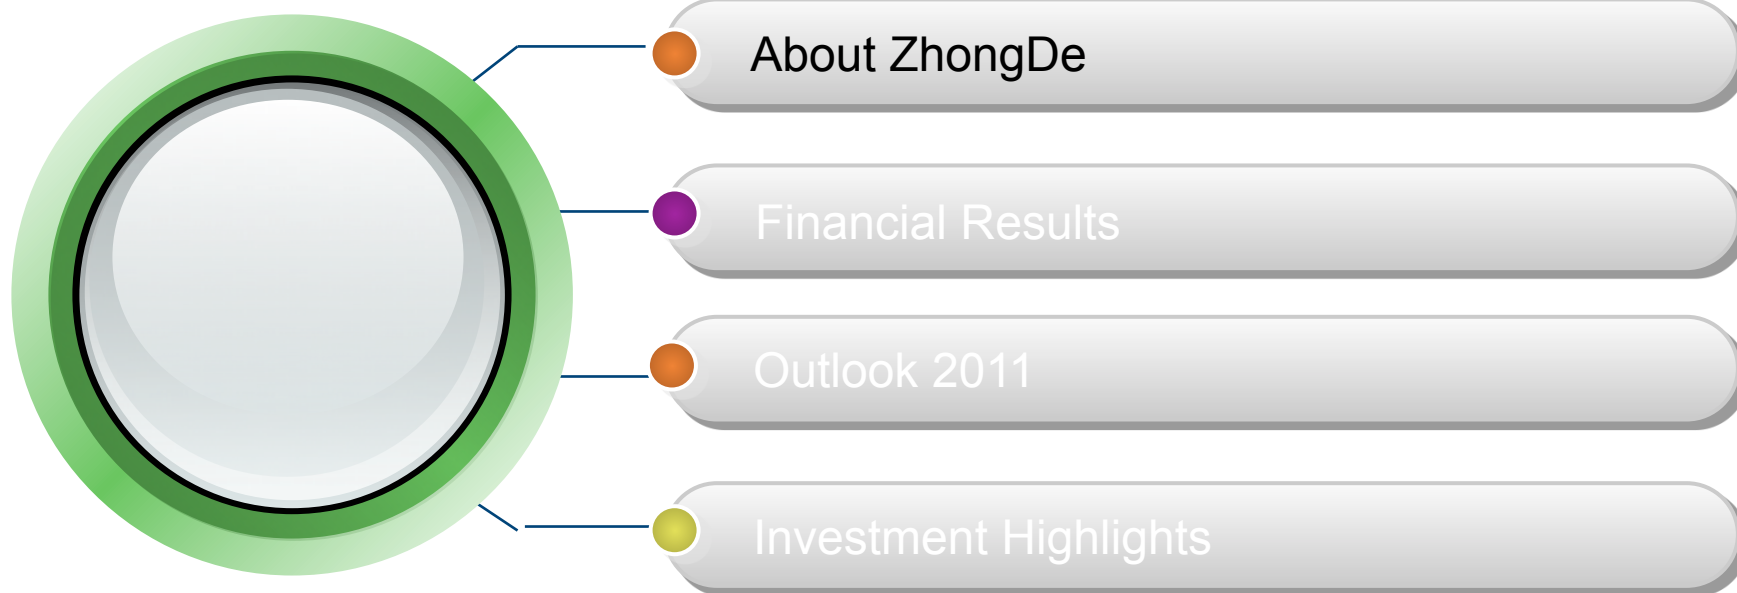 About ZhongDe
Financial Results
Outlook 2011
Investment Highlights